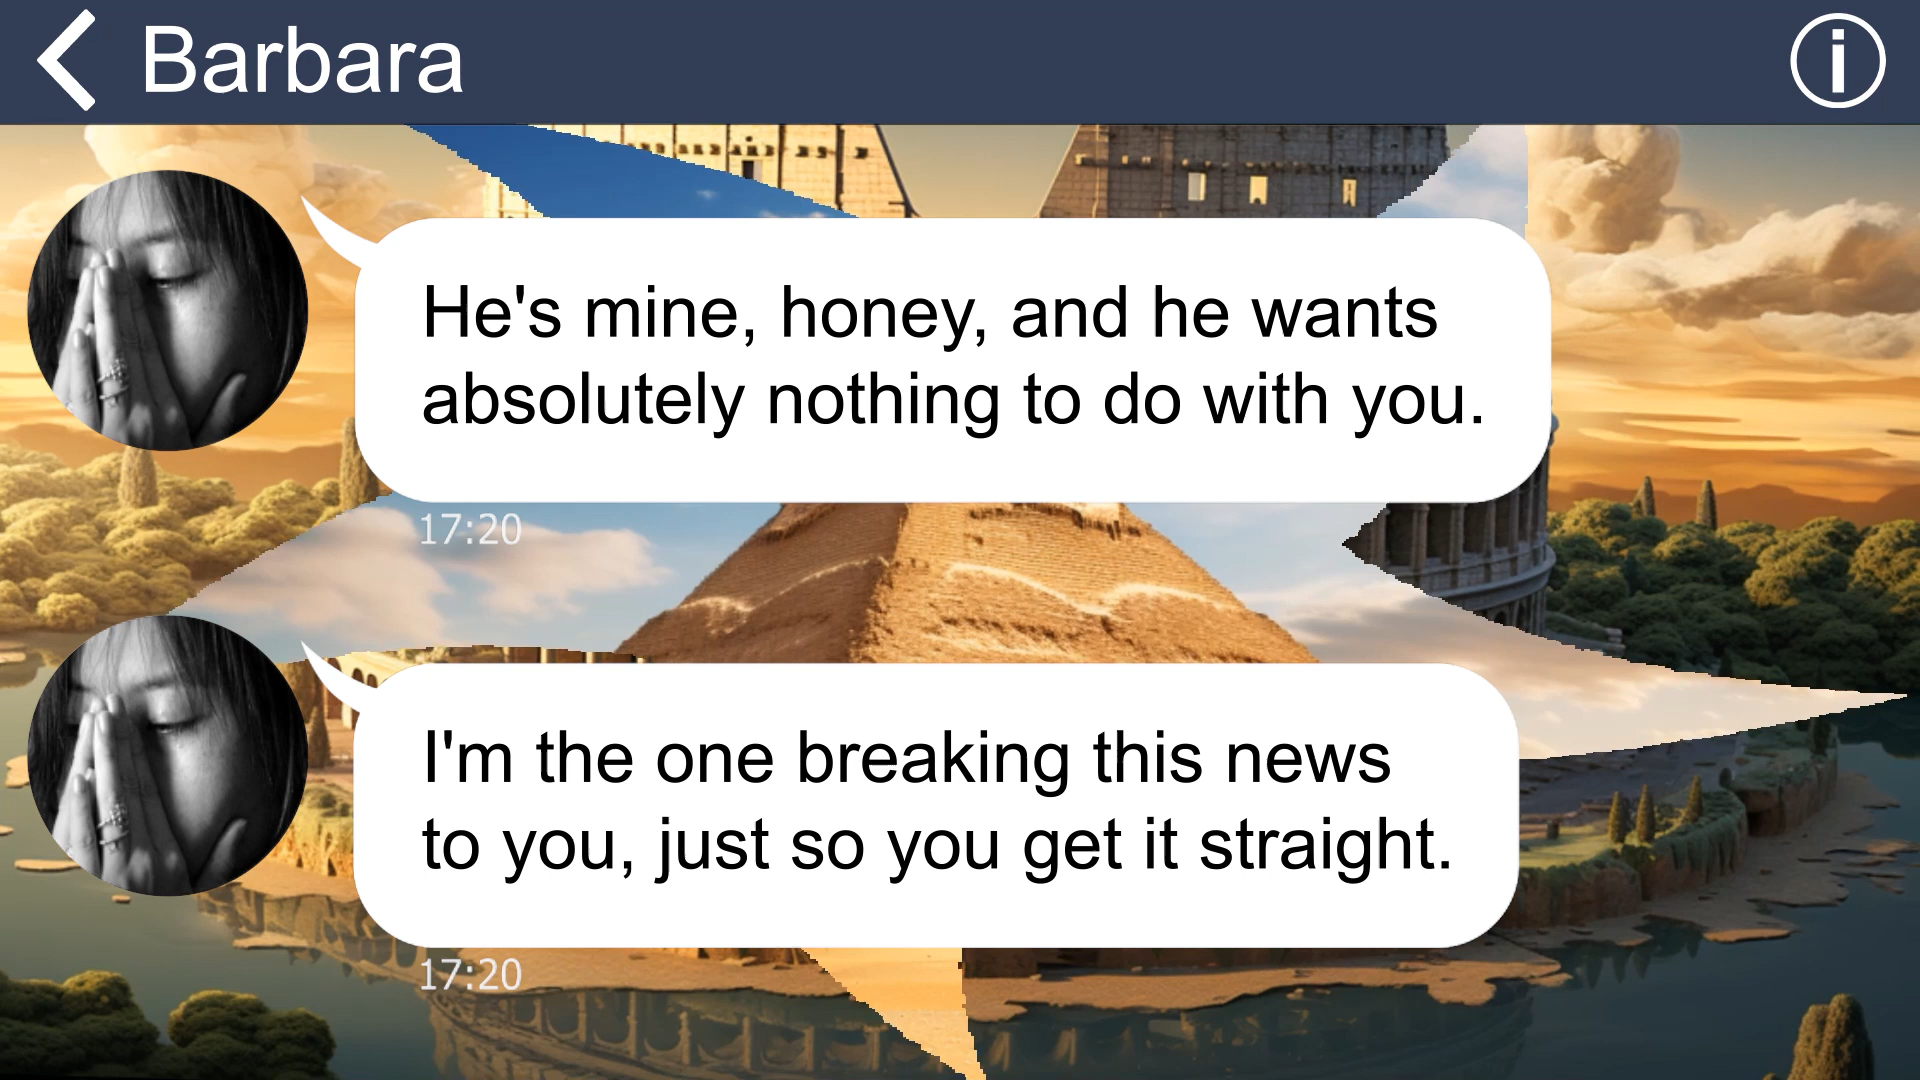 Barbara
He's mine, honey, and he wants
absolutely nothing to do with you.
17:20
I'm the one breaking this news
to you, just so you get it straight.
17:20